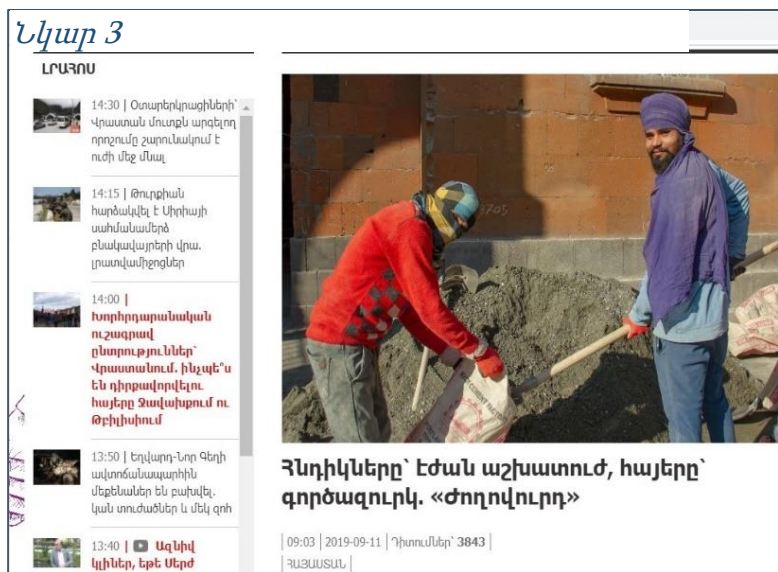 Նկար 3
ԼՐԱՀՈՍ
14:30 | Օտարերկրացիների՝
Վրաստան մուտքն արգելող
որոշումը շարունակում է
ուժի մեջ մնալ
14:15 | Թուրքիան
հարձակվել է Սիրիայի
սահմանամերձ
բնակավայրերի վրա.
լրատվամիջոցներ
14:00 |
Խորհրդարանական
ուշագրավ
ընտրություններ՝
Վրաստանում. ինչպե՞ս
են դիրքավորվելու
հայերը Ջավախքում ու
Թբիլիսիում
13:50 | Եղվարդ-Նոր Գեղի
ավտոճանապարհին
մեքենաներ են բախվել.
կան տուժածներ և մեկ զոհ
13:40 | Ազնիվ
կլիներ, եթե Սերժ
Հնդիկները՝ էժան աշխատուժ, հայերը՝
գործազուրկ. «Ժողովուրդ»
09:03 | 2019-09-11 | Դիտումներ՝ 3843 |
ՀԱՅԱՍՏԱՆ |